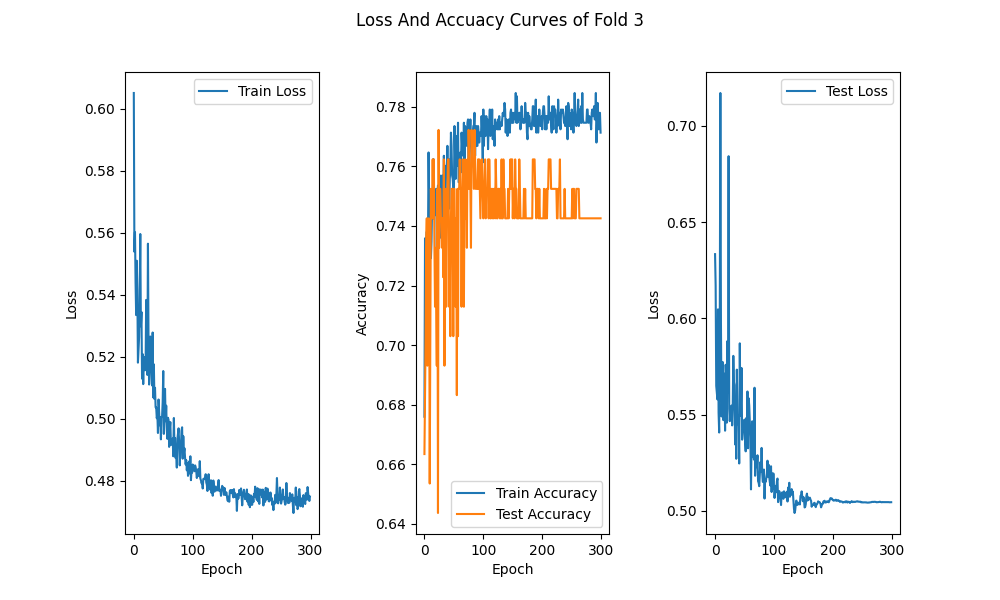 Loss And Accuacy Curves of Fold 3
Train Loss
0.60
0.58
0.56
0.54
0.52
0.50
0.48
Loss
0 100 200 300
Epoch
0.78
0.76
0.74
0.72
0.70
0.68
0.66
0.64
Accuracy
Train Accuracy
Test Accuracy
0 100 200 300
Epoch
Test Loss
0.70
0.65
0.60
0.55
0.50
Loss
0 100 200 300
Epoch